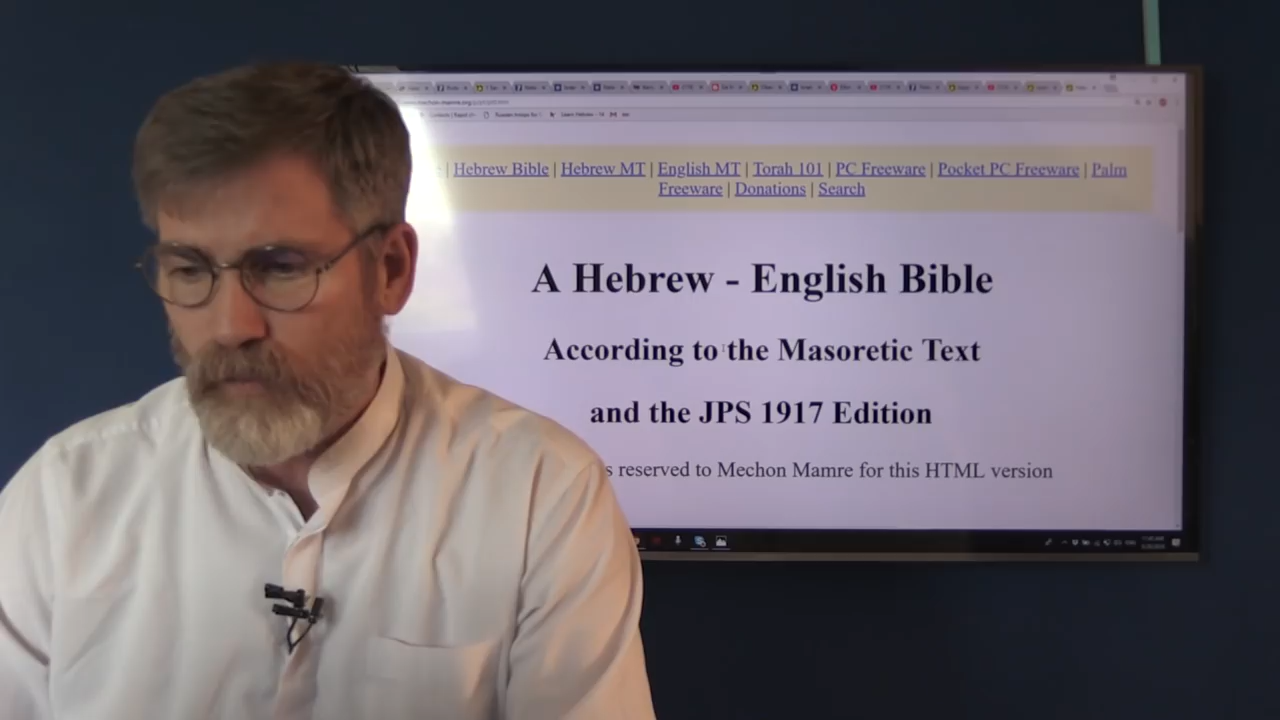 | Hebrew Bible | Hebrew MT | English MT | Torah 101 | PC Freeware | Pocket PC Freeware | Palm
Freeware | Donations | Search
A Hebrew - English Bible
According to the Masoretic Text
and the JPS 1917 Edition
s reserved to Mechon Mamre for this HTML version